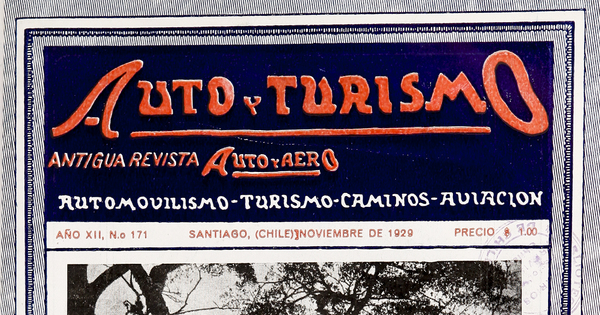 AUTO Y TURISMO
ANTIGUA REVISTA AUTO Y AERO
AUTOMOVILISMO-TURISMO-CAMINOS-AVIACION
AÑO XII, N.o 171 SANTIAGO, (CHILE) NOVIEMBRE DE 1929 PRECIO $ 1.00